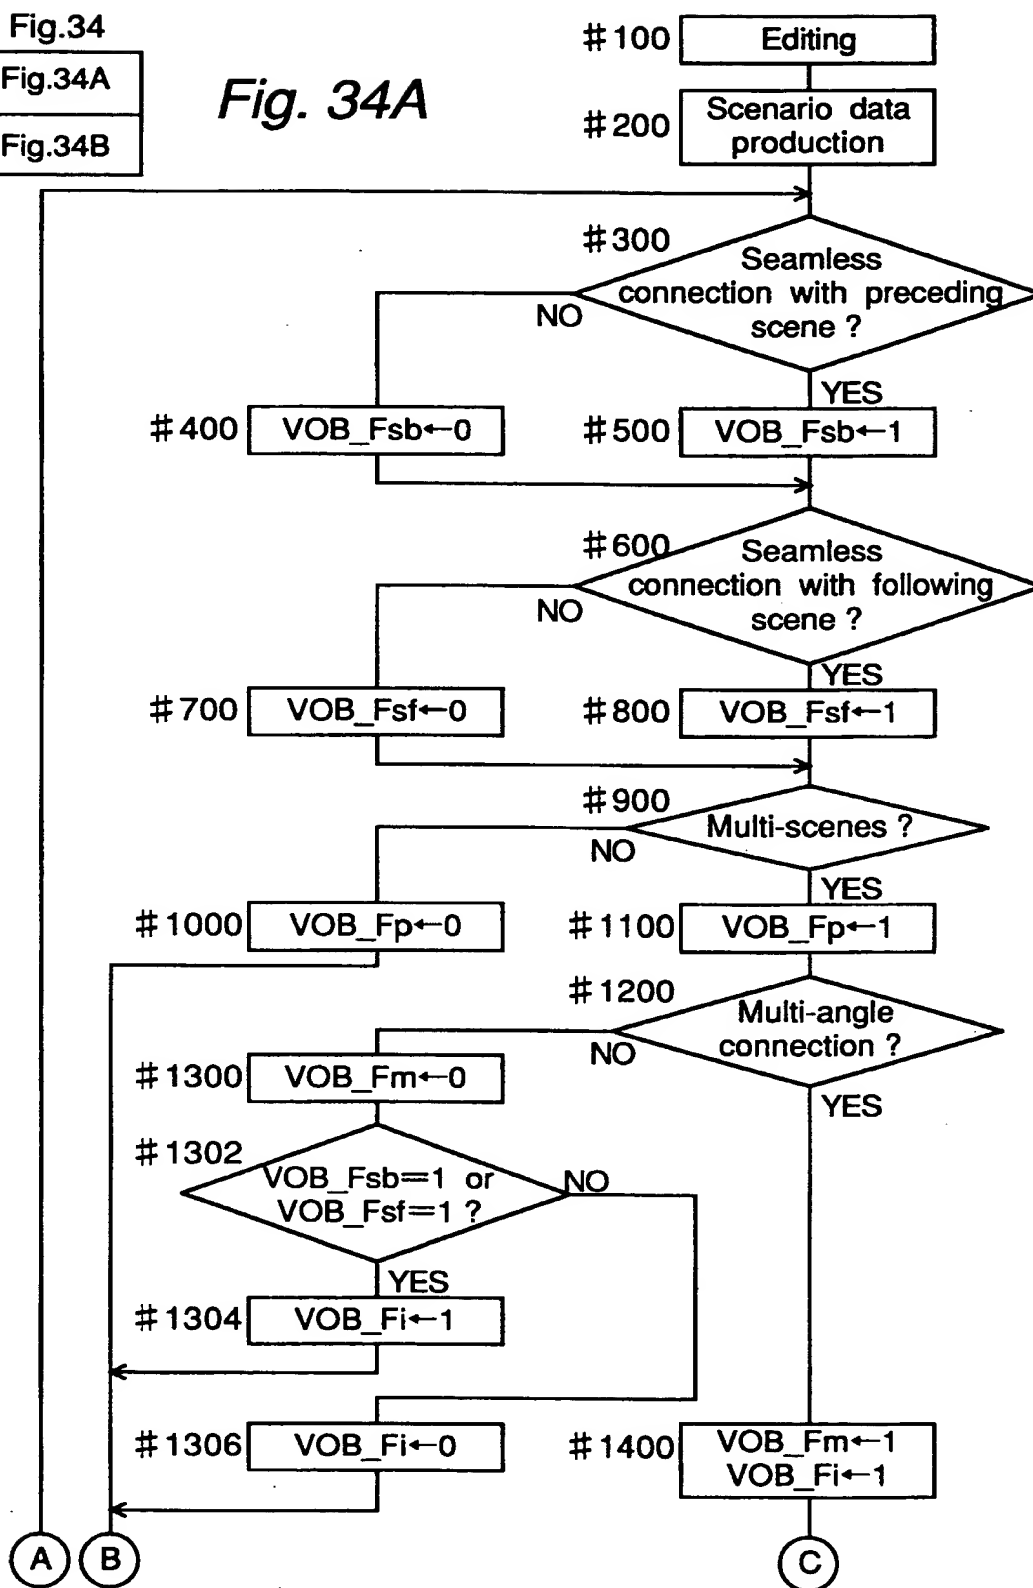 Fig.34
Fig.34A
Fig.34B
Fig. 34A
#100
Editing
#200
Scenario data
production
#300
Seamless
connection with preceding
scene ?
NO
YES
#400
VOB_Fsb←0
#500
VOB_Fsb←1
#600
Seamless
connection with following
scene ?
NO
YES
#700
VOB_Fsf←0
#800
VOB_Fsf←1
#900
Multi-scenes ?
NO
YES
#1000
VOB_Fp←0
#1100
VOB_Fp←1
#1200
Multi-angle
connection ?
NO
YES
#1300
VOB_Fm←0
#1302
VOB_Fsb=1 or
VOB_Fsf=1 ?
NO
YES
#1304
VOB_Fi←1
#1306
VOB_Fi←0
#1400
VOB_Fm←1
VOB_Fi←1
A
B
C